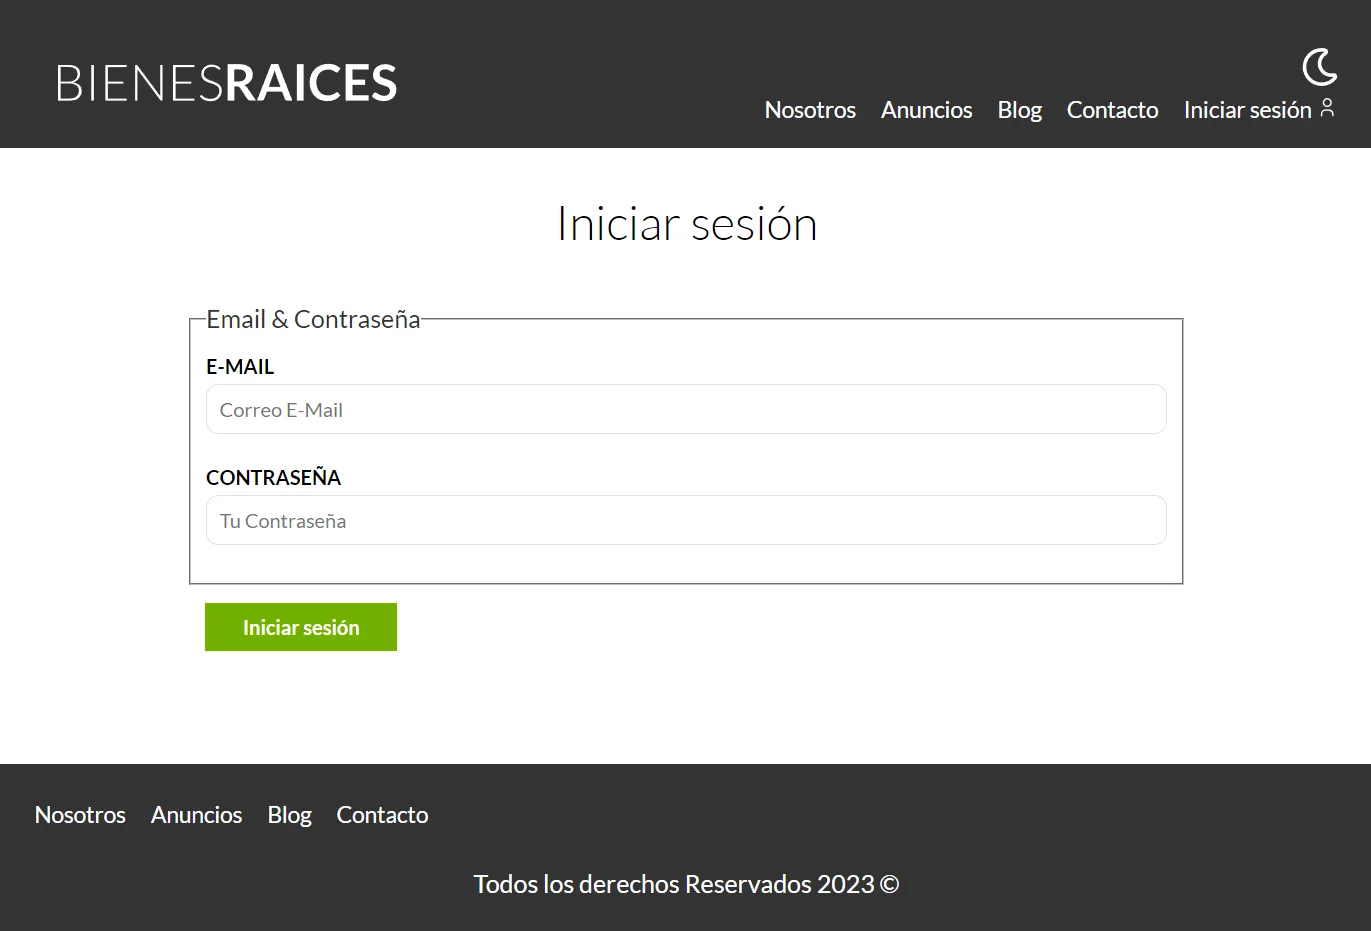 BIENESRAICES
Nosotros Anuncios Blog Contacto Iniciar sesión
Iniciar sesión
Email & Contraseña
E-MAIL
Correo E-Mail
CONTRASEÑA
Tu Contraseña
Iniciar sesión
Nosotros Anuncios Blog Contacto
Todos los derechos Reservados 2023 ©